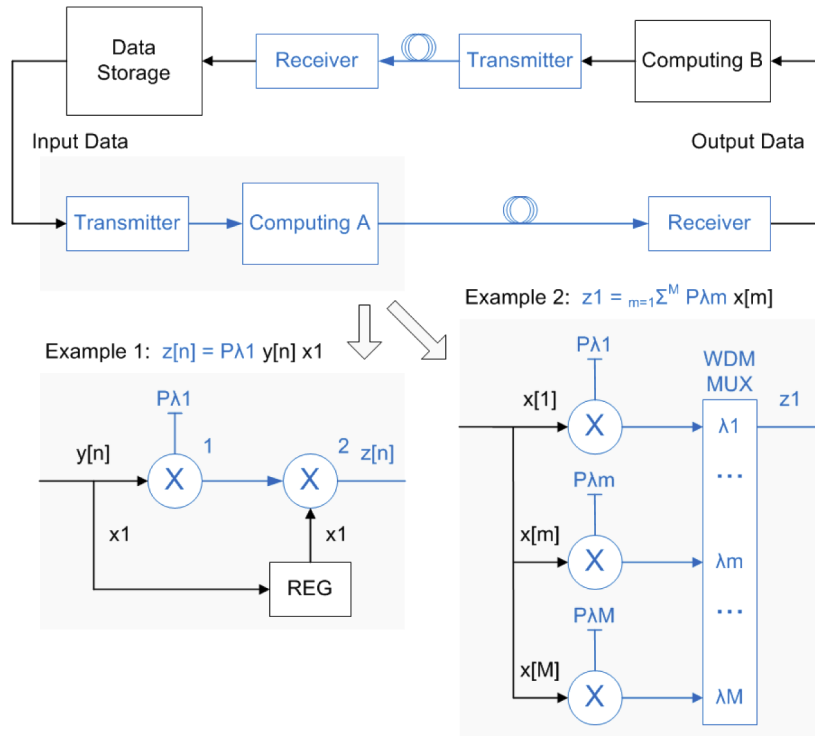 Data
Storage
Receiver
Transmitter
Computing B
Input Data
Output Data
Transmitter
Computing A
Receiver
Example 1: z[n] = Pλ1 y[n] x1
Pλ1
y[n]
X
1
X
2
z[n]
x1
x1
REG
Example 2: z1 = m=1Σ^M Pλm x[m]
Pλ1
WDM
MUX
x[1]
X
λ1
z1
...
Pλm
x[m]
X
λm
...
PλM
x[M]
X
λM